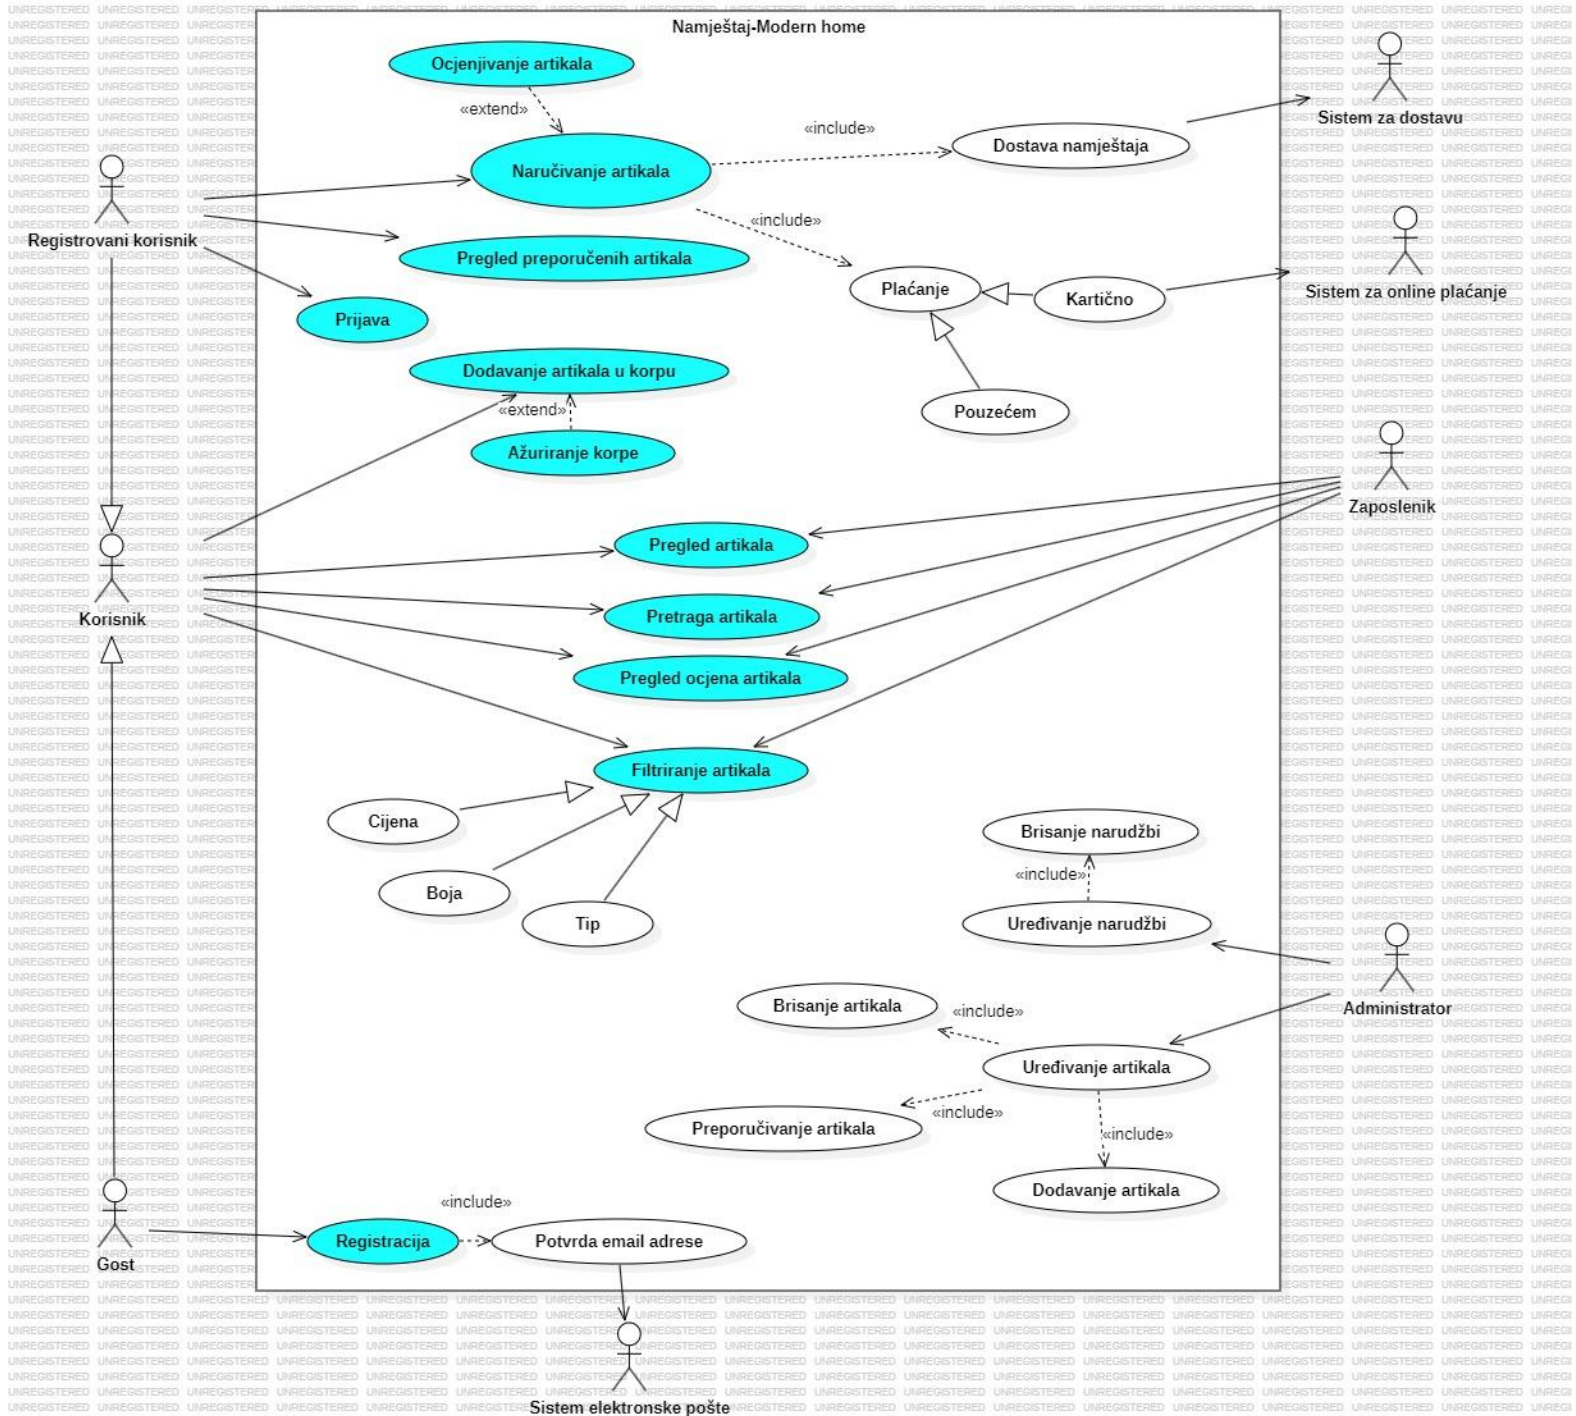 Namještaj-Modern home
Ocjenjivanje artikala
«extend»
Naručivanje artikala
«include»
Dostava namještaja
Sistem za dostavu
Registrovani korisnik
Pregled preporučenih artikala
«include»
Plaćanje
Kartično
Sistem za online plaćanje
Prijava
Dodavanje artikala u korpu
«extend»
Ažuriranje korpe
Pouzećem
Zaposlenik
Pregled artikala
Korisnik
Pretraga artikala
Pregled ocjena artikala
Filtriranje artikala
Cijena
Boja
Tip
Brisanje narudžbi
«include»
Uređivanje narudžbi
Administrator
Brisanje artikala
«include»
Uređivanje artikala
Preporučivanje artikala
«include»
«include»
Dodavanje artikala
Gost
Registracija
«include»
Potvrda email adrese
Sistem elektronske pošte
UNREGISTERED